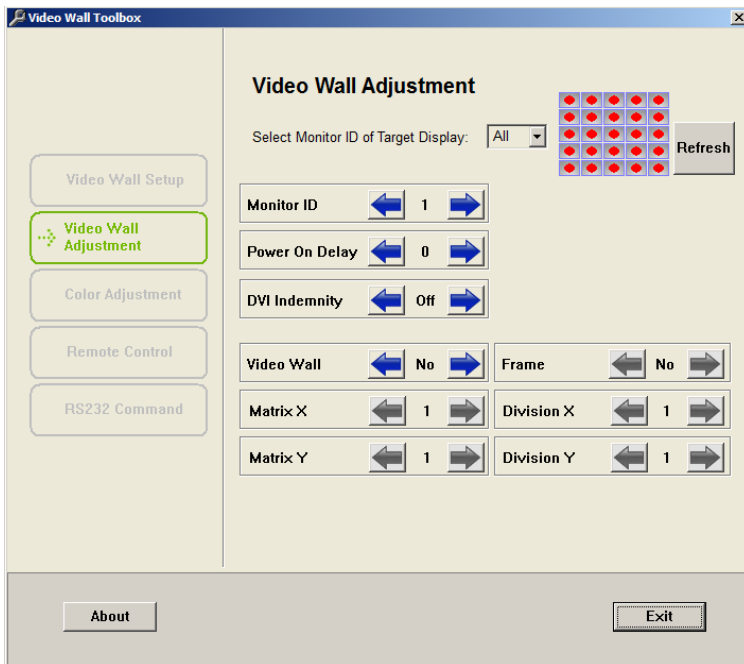 Video Wall Toolbox
Video Wall Adjustment
Select Monitor ID of Target Display: All
Refresh
Video Wall Setup
Video Wall
Adjustment
Color Adjustment
Remote Control
RS232 Command
Monitor ID 1
Power On Delay 0
DVI Indemnity Off
Video Wall No Frame No
Matrix X 1 Division X 1
Matrix Y 1 Division Y 1
About Exit